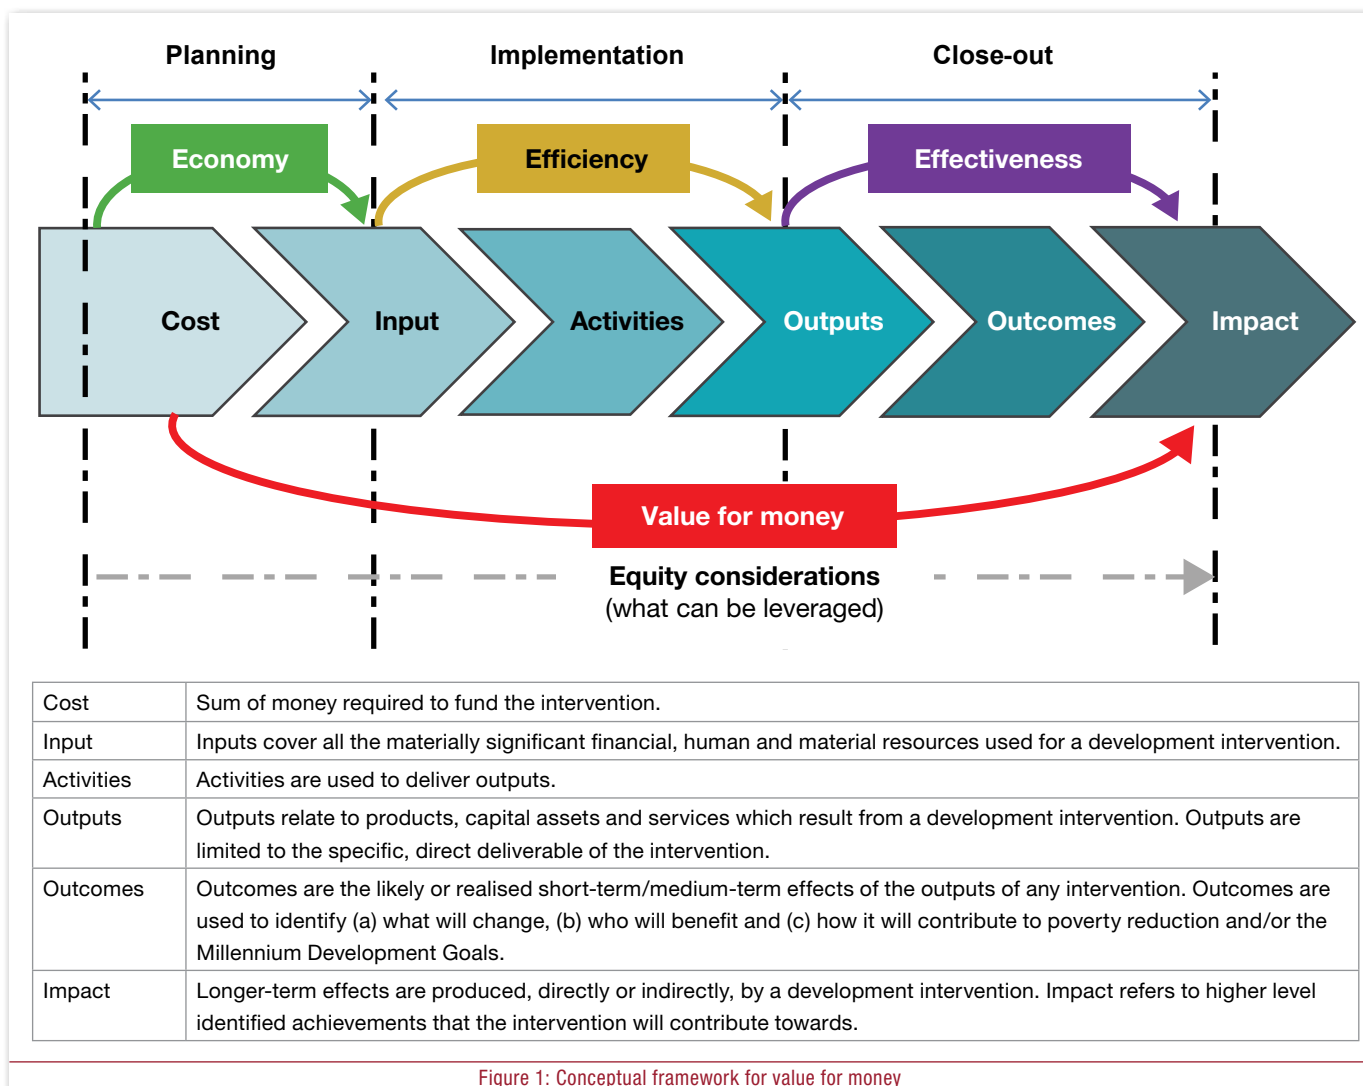 Planning
Implementation
Close-out
Economy
Efficiency
Effectiveness
Cost
Input
Activities
Outputs
Outcomes
Impact
Value for money
Equity considerations
(what can be leveraged)
Cost
Sum of money required to fund the intervention.
Input
Inputs cover all the materially significant financial, human and material resources used for a development intervention.
Activities
Activities are used to deliver outputs.
Outputs
Outputs relate to products, capital assets and services which result from a development intervention. Outputs are
limited to the specific, direct deliverable of the intervention.
Outcomes
Outcomes are the likely or realised short-term/medium-term effects of the outputs of any intervention. Outcomes are
used to identify (a) what will change, (b) who will benefit and (c) how it will contribute to poverty reduction and/or the
Millennium Development Goals.
Impact
Longer-term effects are produced, directly or indirectly, by a development intervention. Impact refers to higher level
identified achievements that the intervention will contribute towards.
Figure 1: Conceptual framework for value for money